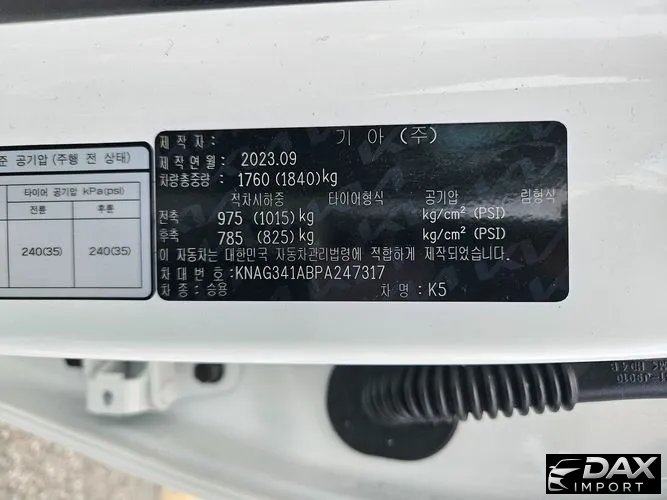 제 작 자 : 기 아 (주)
제 작 연 월 : 2023.09
차량총중량 : 1760 (1840)kg
적차시하중 타이어형식 공기압 림형식
전축 975 (1015)kg kg/cm² (PSI)
후축 785 (825)kg kg/cm² (PSI)
이 자동차는 대한민국 자동차관리법령에 적합하게 제작되었습니다.
차 대 번 호 : KNAG341ABPA247317
차 종 : 승용 차 명 : K5
준 공기압 (주행 전 상태)
타이어 공기압 kPa(psi)
전륜 후륜
240(35) 240(35)
DAX
IMPORT